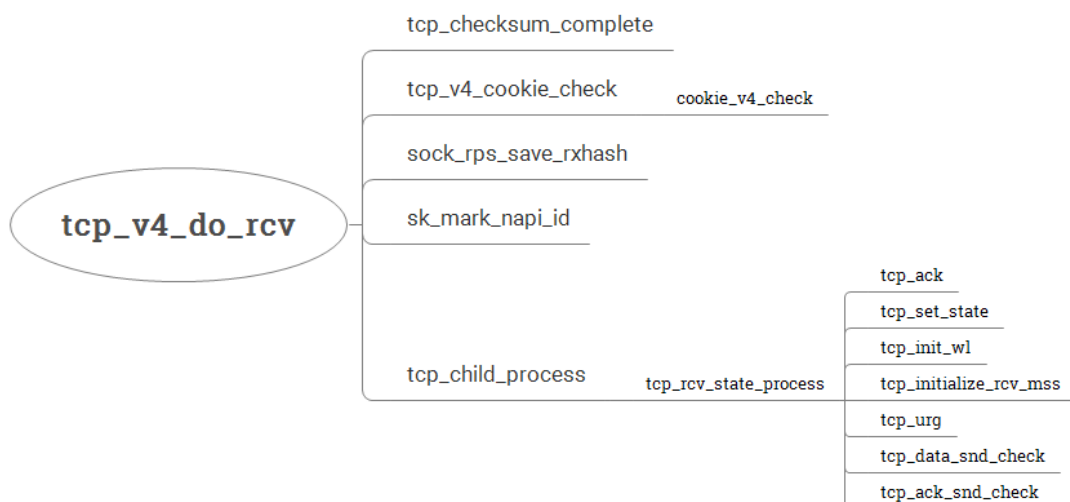 tcp_v4_do_rcv
tcp_checksum_complete
tcp_v4_cookie_check
cookie_v4_check
sock_rps_save_rxhash
sk_mark_napi_id
tcp_child_process
tcp_rcv_state_process
tcp_ack
tcp_set_state
tcp_init_wl
tcp_initialize_rcv_mss
tcp_urg
tcp_data_snd_check
tcp_ack_snd_check